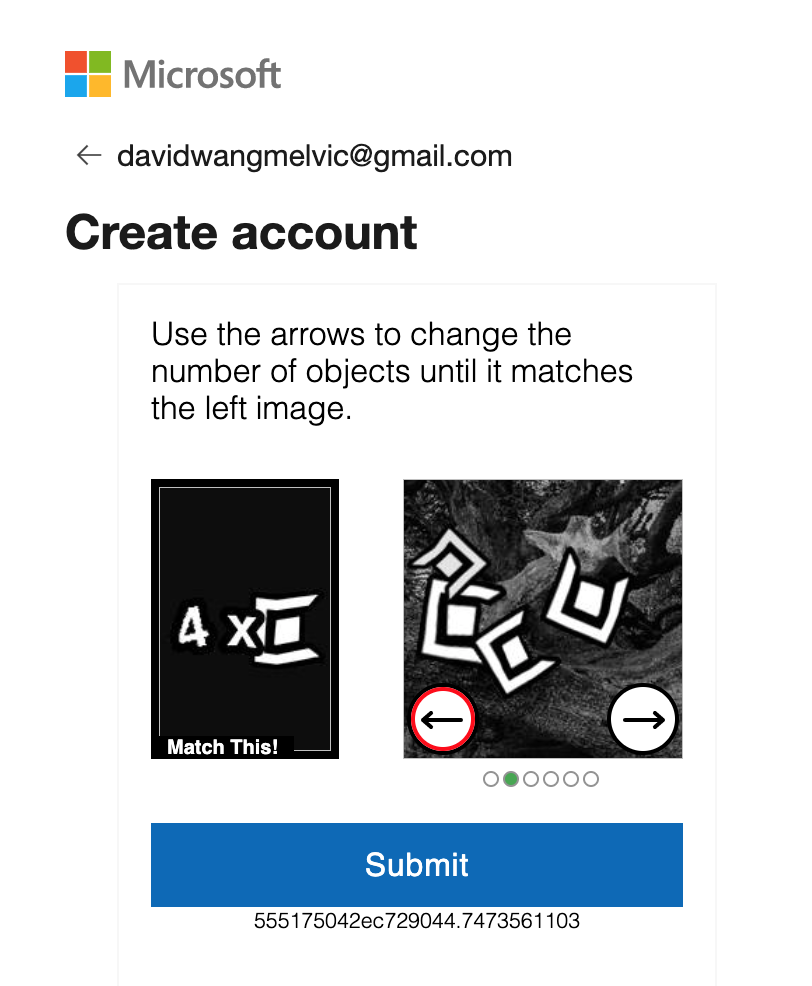 Microsoft
← davidwangmelvic@gmail.com
Create account
Use the arrows to change the
number of objects until it matches
the left image.
4 x
Match This!
Submit
555175042ec729044.7473561103